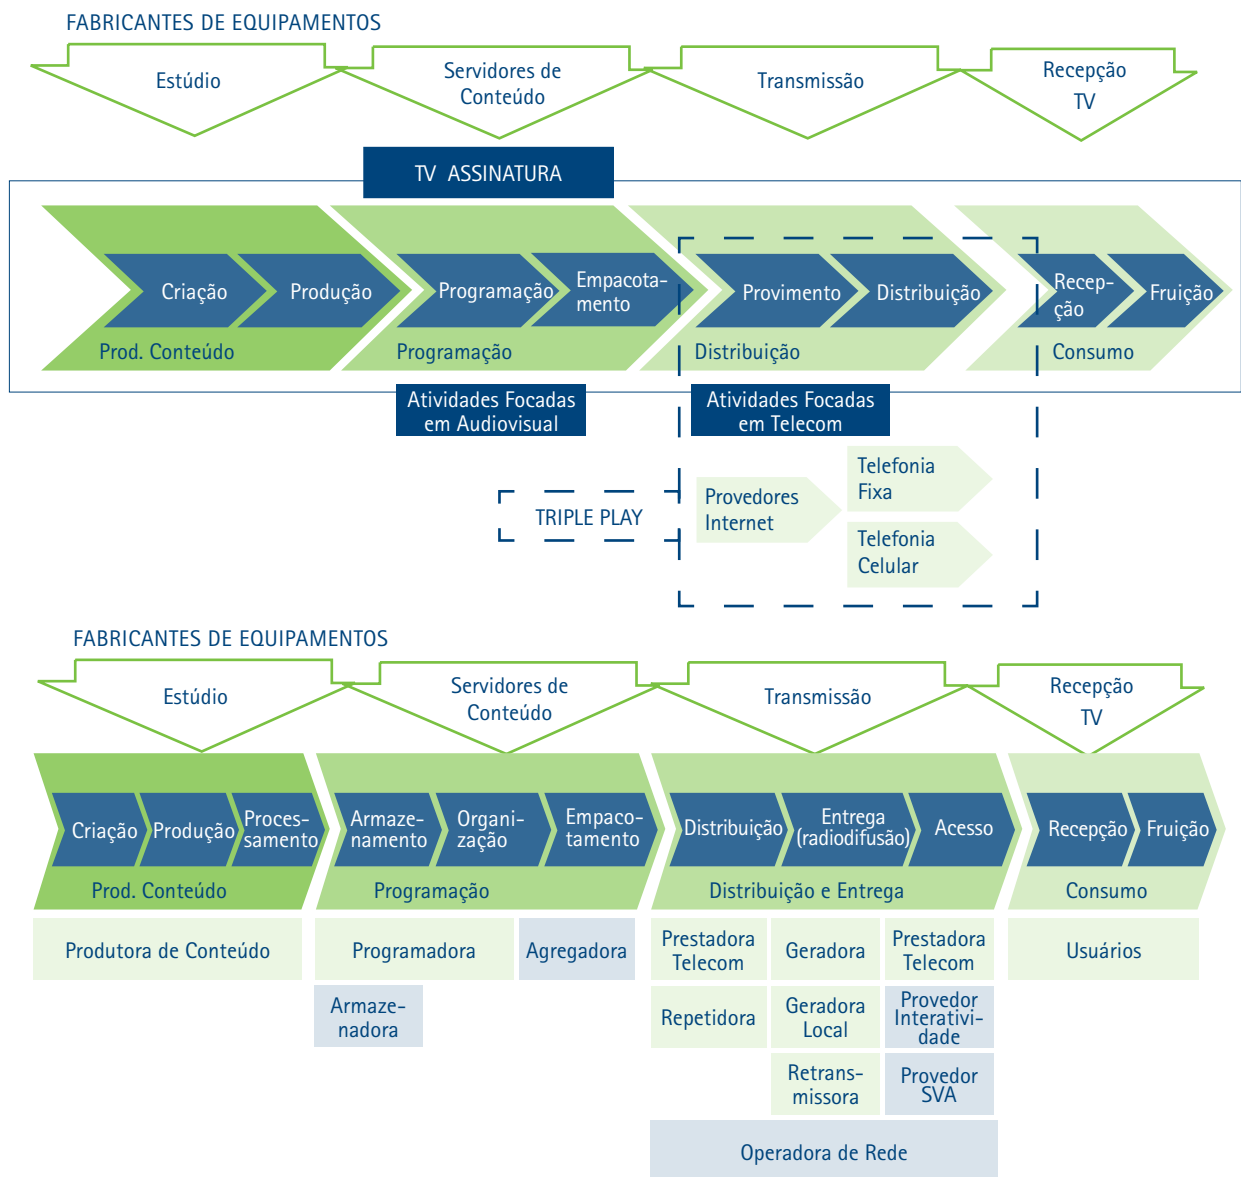 FABRICANTES DE EQUIPAMENTOS
Estúdio
Servidores de
Conteúdo
Transmissão
Recepção
TV
TV ASSINATURA
Criação
Produção
Programação
Empacota-
mento
Provimento
Distribuição
Recep-
ção
Fruição
Prod. Conteúdo
Programação
Distribuição
Consumo
Atividades Focadas
em Audiovisual
Atividades Focadas
em Telecom
TRIPLE PLAY
Provedores
Internet
Telefonia
Fixa
Telefonia
Celular
FABRICANTES DE EQUIPAMENTOS
Estúdio
Servidores de
Conteúdo
Transmissão
Recepção
TV
Criação
Produção
Proces-
samento
Armaze-
namento
Organi-
zação
Empaco-
tamento
Distribuição
Entrega
(radiodifusão)
Acesso
Recepção
Fruição
Prod. Conteúdo
Programação
Distribuição e Entrega
Consumo
Produtora de Conteúdo
Programadora
Agregadora
Prestadora
Telecom
Geradora
Prestadora
Telecom
Usuários
Armaze-
nadora
Repetidora
Geradora
Local
Provedor
Interativi-
dade
Retrans-
missora
Provedor
SVA
Operadora de Rede